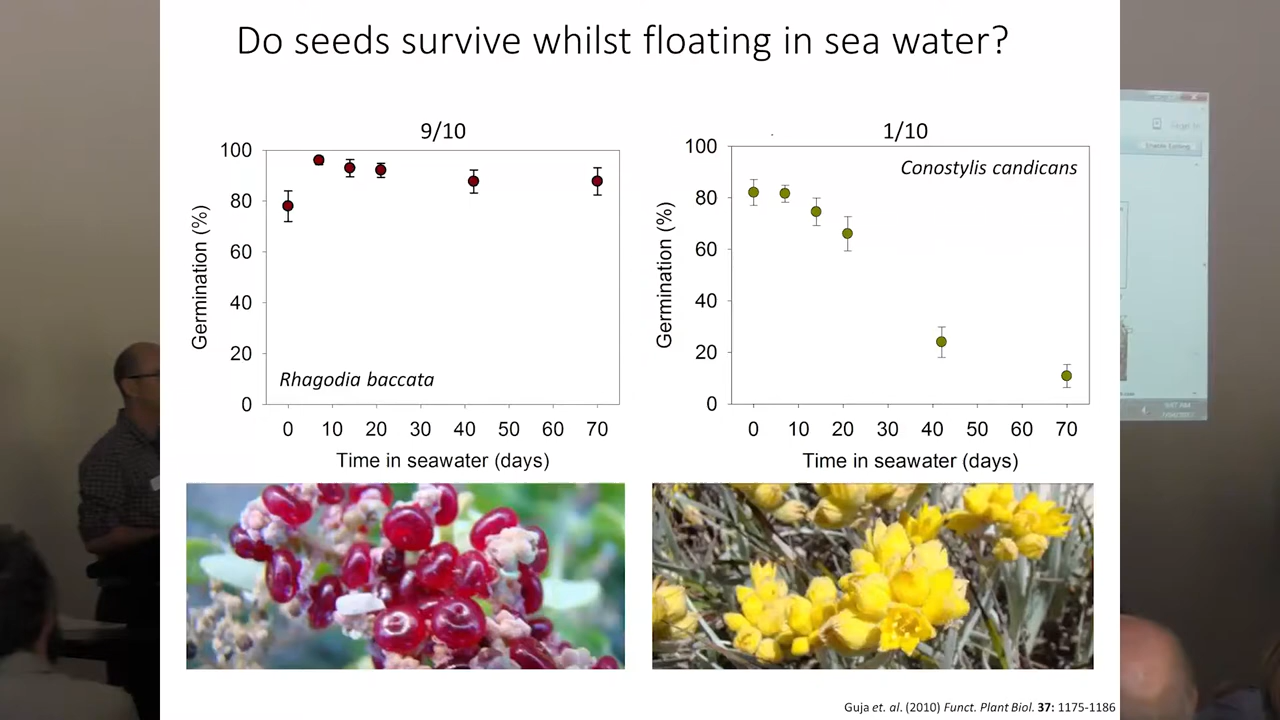 Do seeds survive whilst floating in sea water?
9/10
100
80
60
40
20
0
Germination (%)
Rhagodia baccata
0 10 20 30 40 50 60 70
Time in seawater (days)
1/10
100
80
60
40
20
0
Germination (%)
Conostylis candicans
0 10 20 30 40 50 60 70
Time in seawater (days)
Guja et. al. (2010) Funct. Plant Biol. 37: 1175-1186